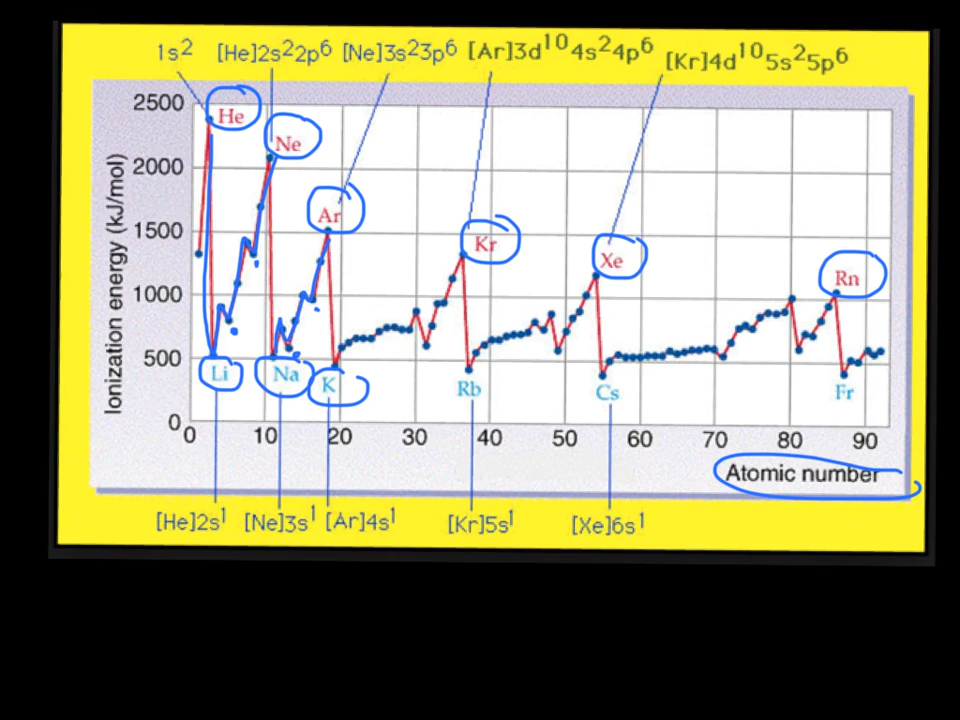 1s² [He]2s²2p⁶ [Ne]3s²3p⁶ [Ar]3d¹⁰4s²4p⁶ [Kr]4d¹⁰5s²5p⁶
Ionization energy (kJ/mol)
2500
2000
1500
1000
500
0
He
Ne
Ar
Kr
Xe
Rn
Li
Na
K
Rb
Cs
Fr
0 10 20 30 40 50 60 70 80 90
Atomic number
[He]2s¹ [Ne]3s¹ [Ar]4s¹ [Kr]5s¹ [Xe]6s¹